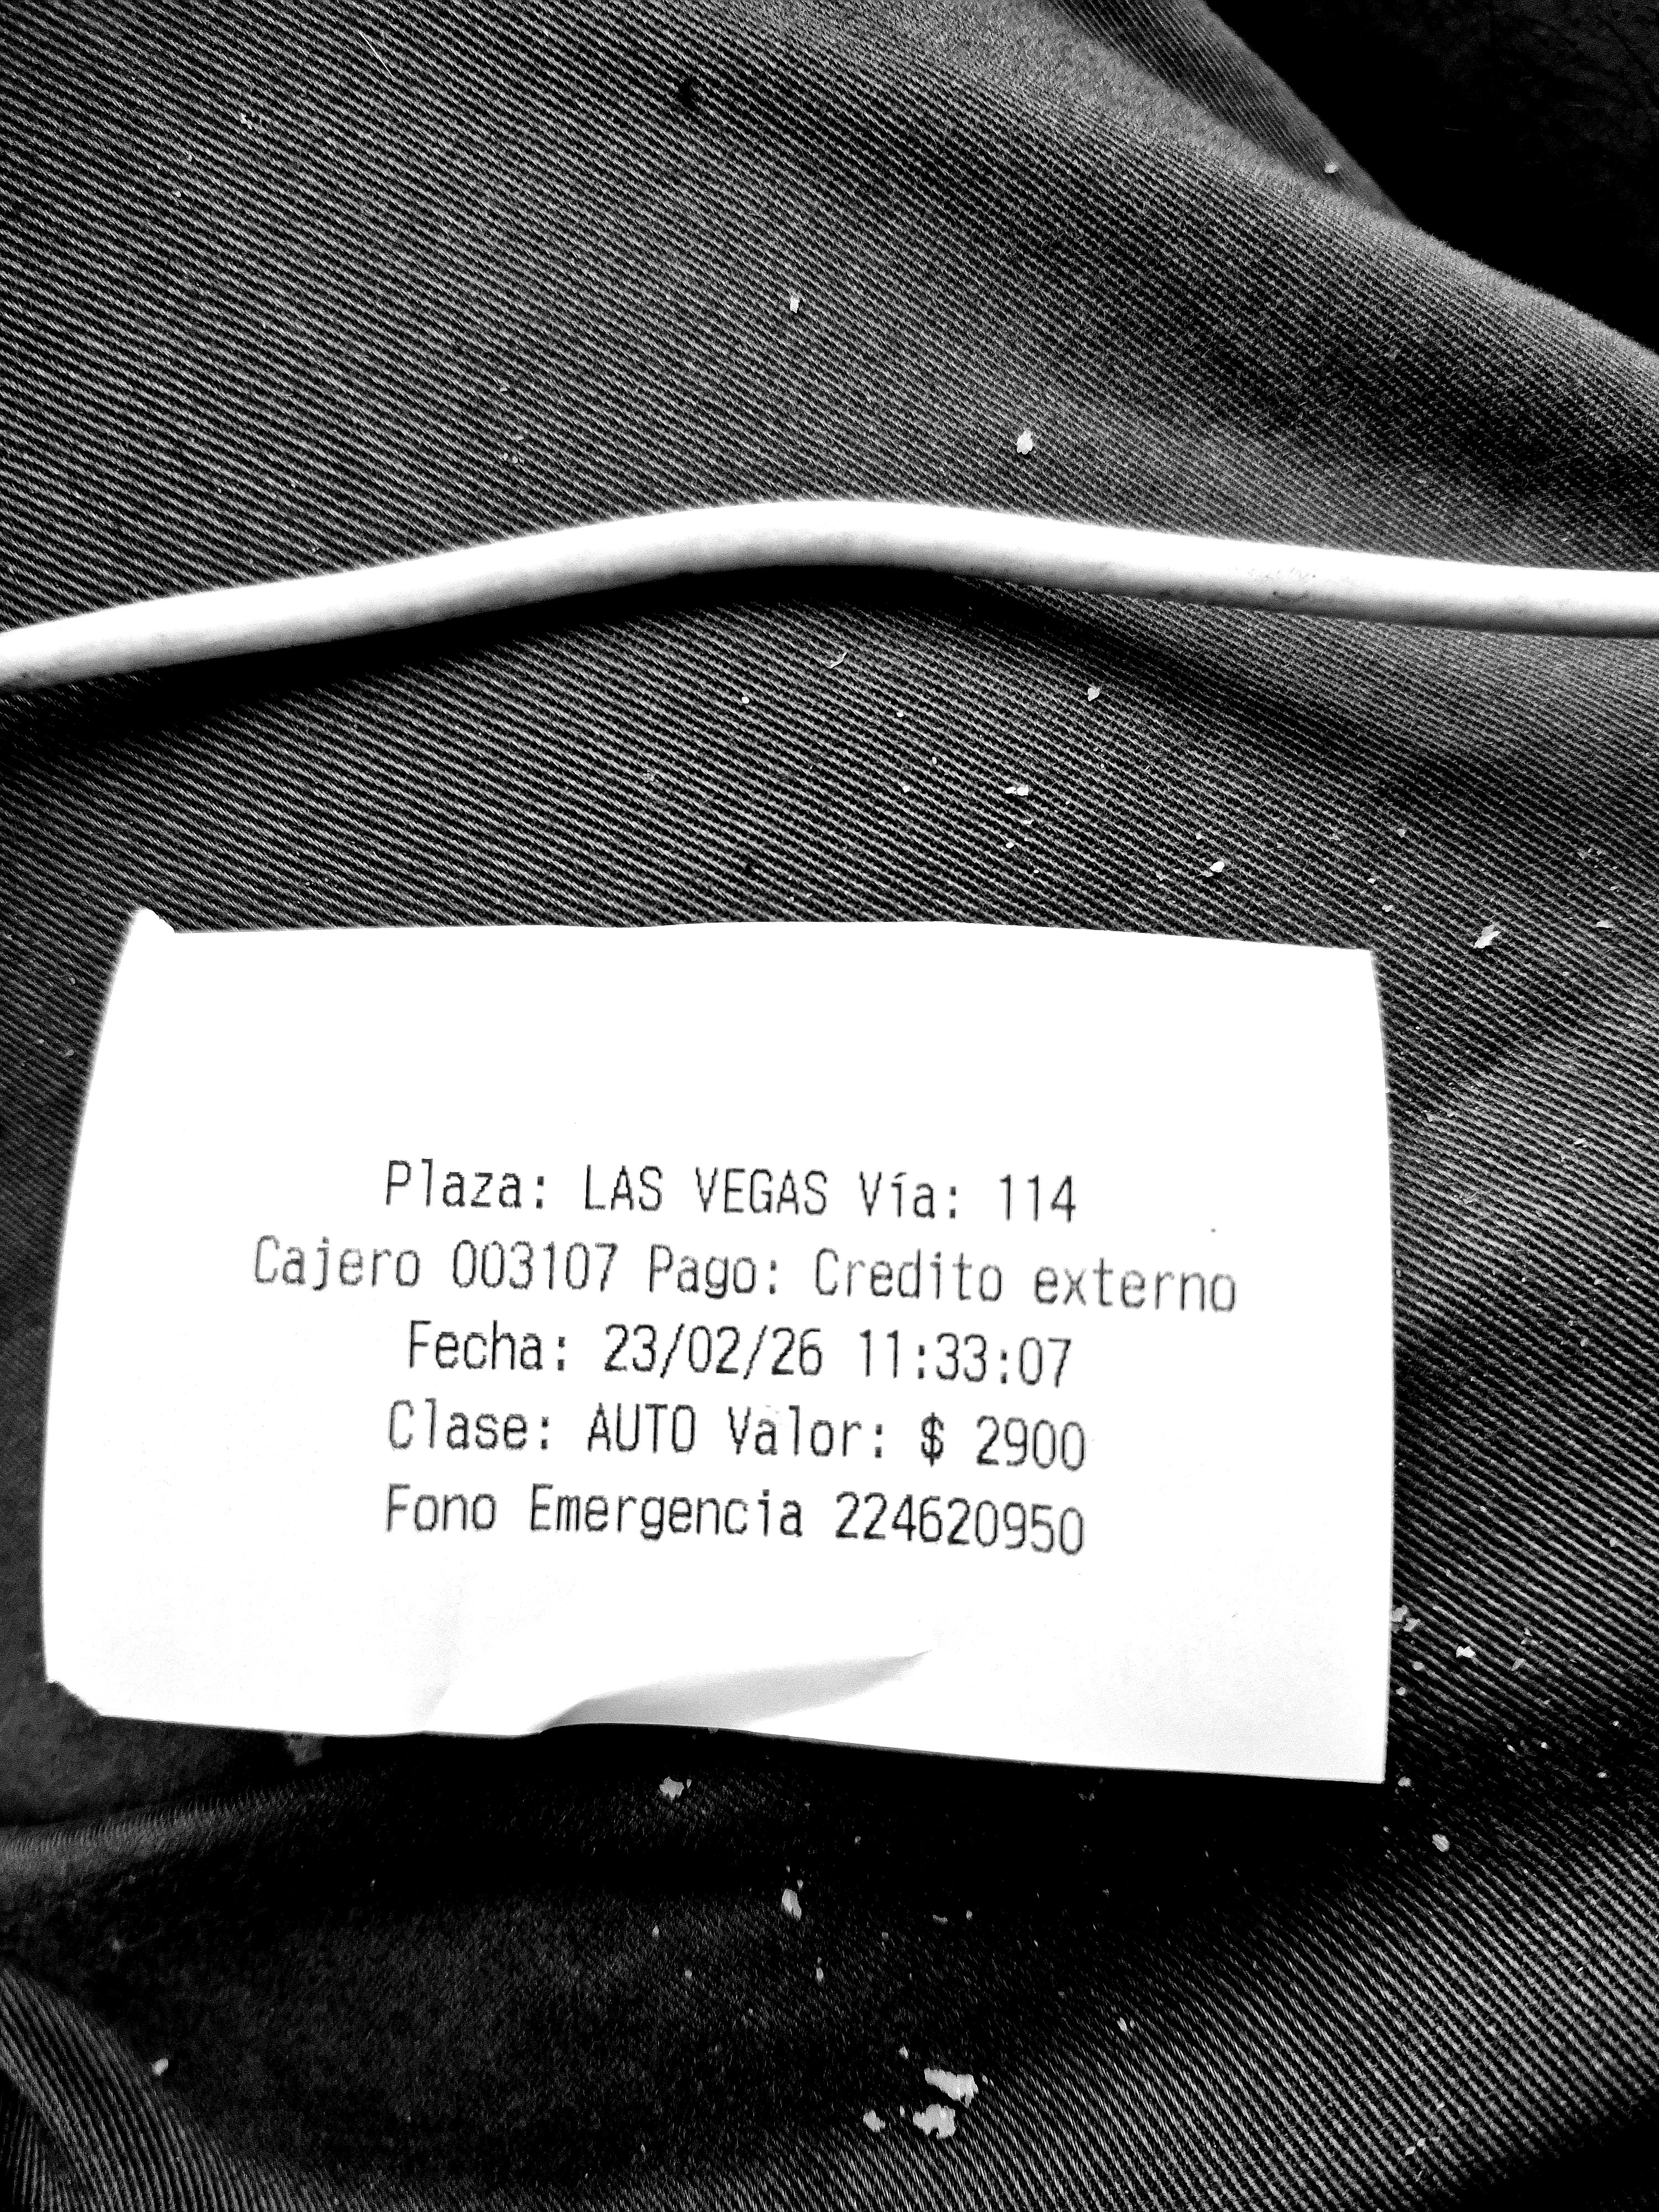 Plaza: LAS VEGAS Vía: 114
Cajero 003107 Pago: Credito externo
Fecha: 23/02/26 11:33:07
Clase: AUTO Valor: $ 2900
Fono Emergencia 224620950